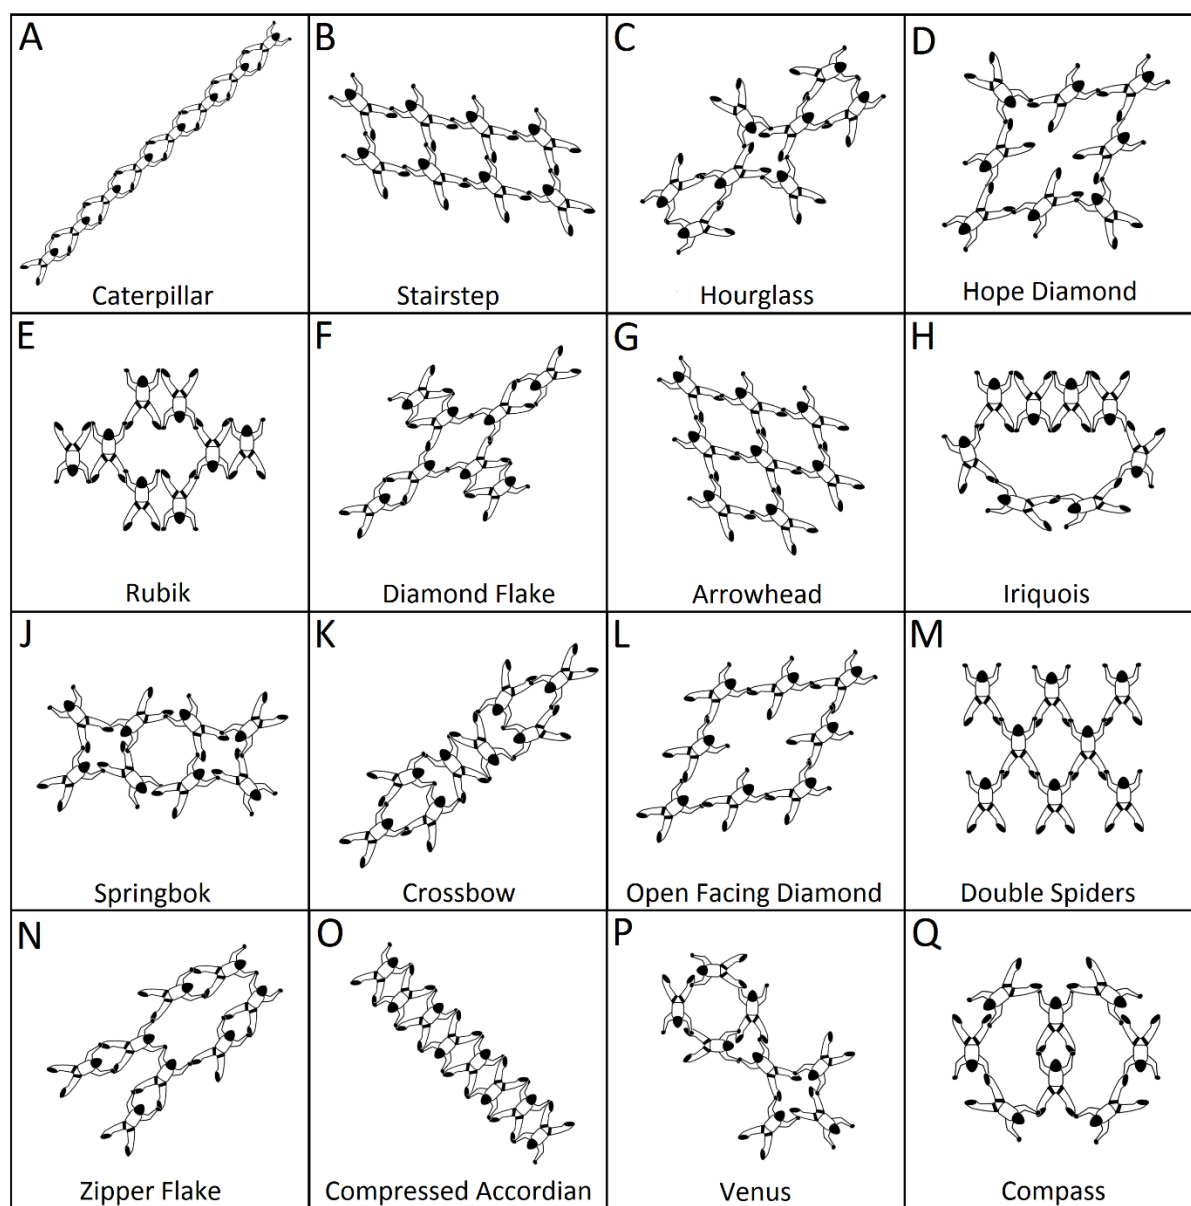 A
Caterpillar
B
Stairstep
C
Hourglass
D
Hope Diamond
E
Rubik
F
Diamond Flake
G
Arrowhead
H
Iriquois
J
Springbok
K
Crossbow
L
Open Facing Diamond
M
Double Spiders
N
Zipper Flake
O
Compressed Accordian
P
Venus
Q
Compass